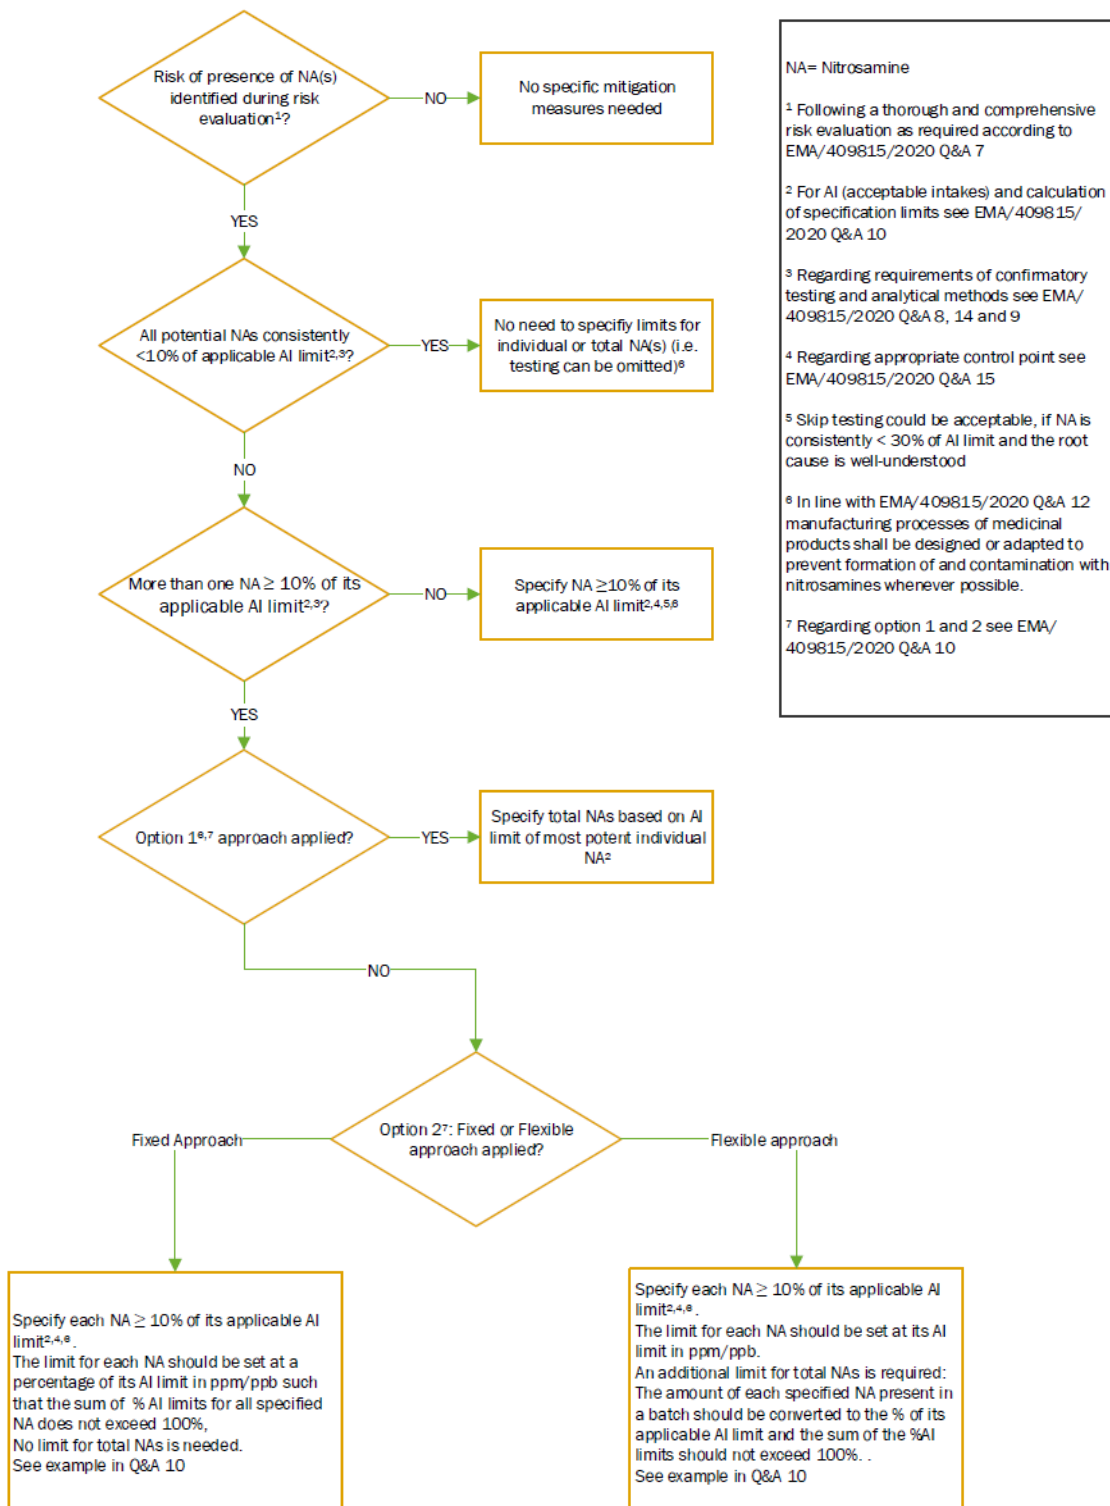 Risk of presence of NA(s)
identified during risk
evaluation¹?
NO
No specific mitigation
measures needed
YES
All potential NAs consistently
<10% of applicable AI limit²,³?
YES
No need to specifiy limits for
individual or total NA(s) (i.e.
testing can be omitted)⁶
NO
More than one NA ≥ 10% of its
applicable AI limit²,³?
NO
Specify NA ≥10% of its
applicable AI limit²,⁴,⁵,⁶
YES
Option 1⁶,⁷ approach applied?
YES
Specify total NAs based on AI
limit of most potent individual
NA²
NO
Option 2⁷: Fixed or Flexible
approach applied?
Fixed Approach
Flexible approach
Specify each NA ≥ 10% of its applicable AI
limit²,⁴,⁶.
The limit for each NA should be set at a
percentage of its AI limit in ppm/ppb such
that the sum of % AI limits for all specified
NA does not exceed 100%,
No limit for total NAs is needed.
See example in Q&A 10
Specify each NA ≥ 10% of its applicable AI
limit²,⁴,⁶.
The limit for each NA should be set at its AI
limit in ppm/ppb.
An additional limit for total NAs is required:
The amount of each specified NA present in
a batch should be converted to the % of its
applicable AI limit and the sum of the %AI
limits should not exceed 100%. .
See example in Q&A 10
NA= Nitrosamine
¹ Following a thorough and comprehensive
risk evaluation as required according to
EMA/409815/2020 Q&A 7
² For AI (acceptable intakes) and calculation
of specification limits see EMA/409815/
2020 Q&A 10
³ Regarding requirements of confirmatory
testing and analytical methods see EMA/
409815/2020 Q&A 8, 14 and 9
⁴ Regarding appropriate control point see
EMA/409815/2020 Q&A 15
⁵ Skip testing could be acceptable, if NA is
consistently < 30% of AI limit and the root
cause is well-understood
⁶ In line with EMA/409815/2020 Q&A 12
manufacturing processes of medicinal
products shall be designed or adapted to
prevent formation of and contamination with
nitrosamines whenever possible.
⁷ Regarding option 1 and 2 see EMA/
409815/2020 Q&A 10